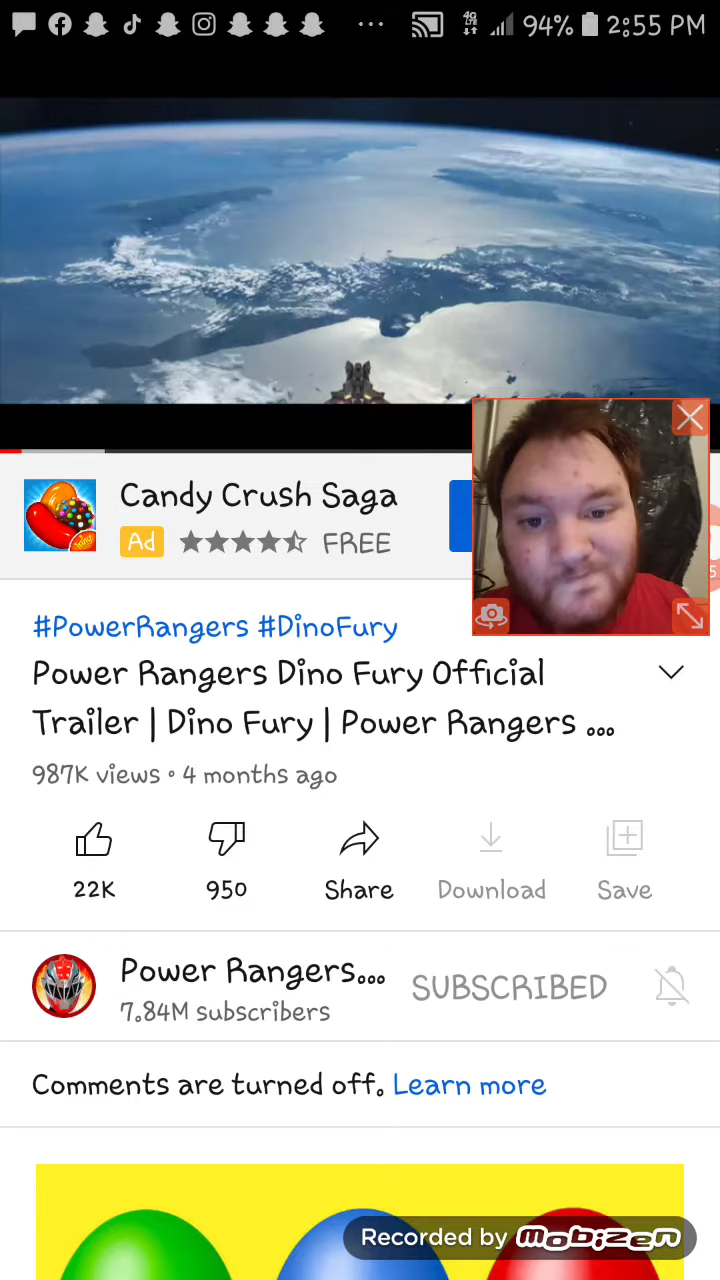 4G LTE 94% 2:55 PM
Candy Crush Saga
Ad FREE
#PowerRangers #DinoFury
Power Rangers Dino Fury Official
Trailer | Dino Fury | Power Rangers ...
987K views • 4 months ago
22K 950 Share Download Save
Power Rangers... SUBSCRIBED
7.84M subscribers
Comments are turned off. Learn more
Recorded by mobizen